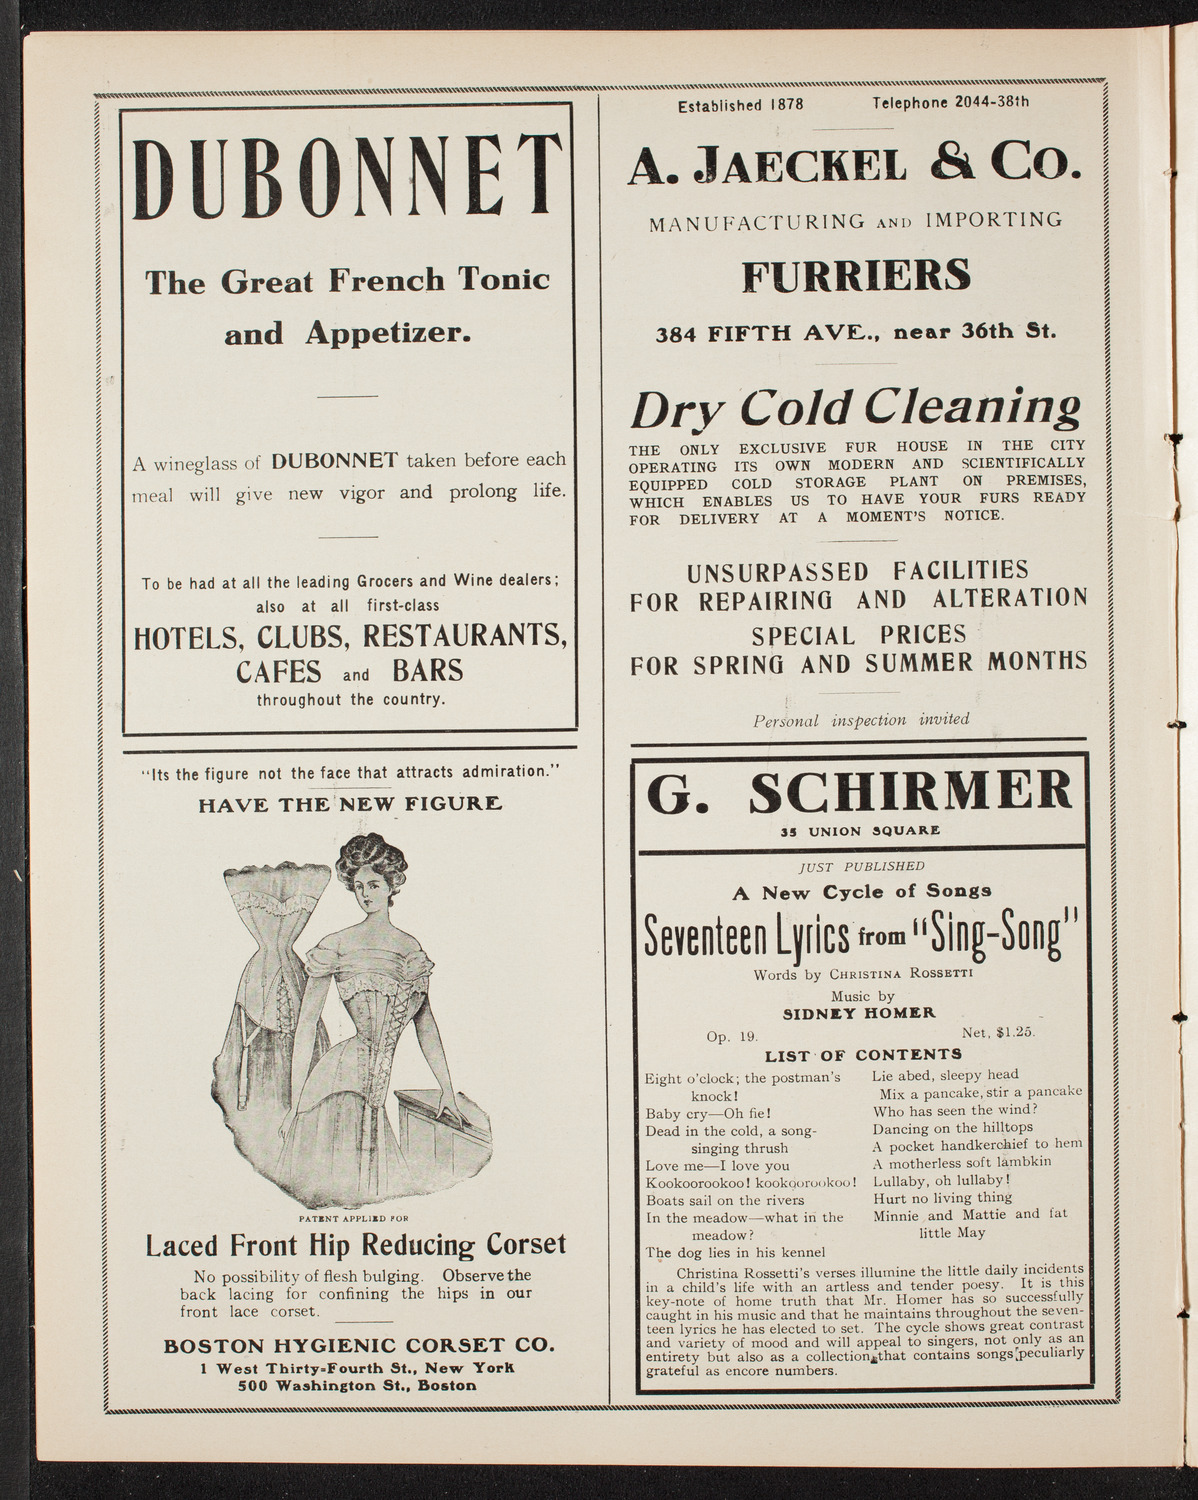 DUBONNET
The Great French Tonic
and Appetizer.
A wineglass of DUBONNET taken before each
meal will give new vigor and prolong life.
To be had at all the leading Grocers and Wine dealers;
also at all first-class
HOTELS, CLUBS, RESTAURANTS,
CAFES and BARS
throughout the country.
"Its the figure not the face that attracts admiration."
HAVE THE NEW FIGURE
PATENT APPLIED FOR
Laced Front Hip Reducing Corset
No possibility of flesh bulging. Observe the
back lacing for confining the hips in our
front lace corset.
BOSTON HYGIENIC CORSET CO.
1 West Thirty-Fourth St., New York
500 Washington St., Boston
Established 1878 Telephone 2044-38th
A. JAECKEL & CO.
MANUFACTURING AND IMPORTING
FURRIERS
384 FIFTH AVE., near 36th St.
Dry Cold Cleaning
THE ONLY EXCLUSIVE FUR HOUSE IN THE CITY
OPERATING ITS OWN MODERN AND SCIENTIFICALLY
EQUIPPED COLD STORAGE PLANT ON PREMISES,
WHICH ENABLES US TO HAVE YOUR FURS READY
FOR DELIVERY AT A MOMENT'S NOTICE.
UNSURPASSED FACILITIES
FOR REPAIRING AND ALTERATION
SPECIAL PRICES
FOR SPRING AND SUMMER MONTHS
Personal inspection invited
G. SCHIRMER
35 UNION SQUARE
JUST PUBLISHED
A New Cycle of Songs
Seventeen Lyrics from "Sing-Song"
Words by CHRISTINA ROSSETTI
Music by
SIDNEY HOMER
Op. 19. Net, $1.25.
LIST OF CONTENTS
Eight o'clock; the postman's
knock!
Baby cry—Oh fie!
Dead in the cold, a song-
singing thrush
Love me—I love you
Kookoorookoo! kookoorookoo!
Boats sail on the rivers
In the meadow—what in the
meadow?
The dog lies in his kennel
Lie abed, sleepy head
Mix a pancake, stir a pancake
Who has seen the wind?
Dancing on the hilltops
A pocket handkerchief to hem
A motherless soft lambkin
Lullaby, oh lullaby!
Hurt no living thing
Minnie and Mattie and fat
little May
Christina Rossetti's verses illumine the little daily incidents
in a child's life with an artless and tender poesy. It is this
key-note of home truth that Mr. Homer has so successfully
caught in his music and that he maintains throughout the seven-
teen lyrics he has elected to set. The cycle shows great contrast
and variety of mood and will appeal to singers, not only as an
entirety but also as a collection that contains songs peculiarly
grateful as encore numbers.